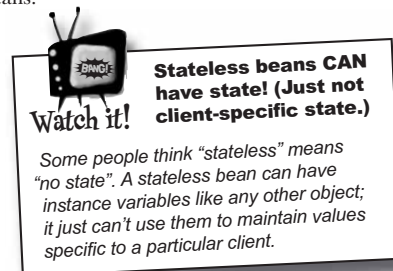 BANG!
Watch it!
Stateless beans CAN
have state! (Just not
client-specific state.)
Some people think “stateless” means
“no state”. A stateless bean can have
instance variables like any other object;
it just can’t use them to maintain values
specific to a particular client.